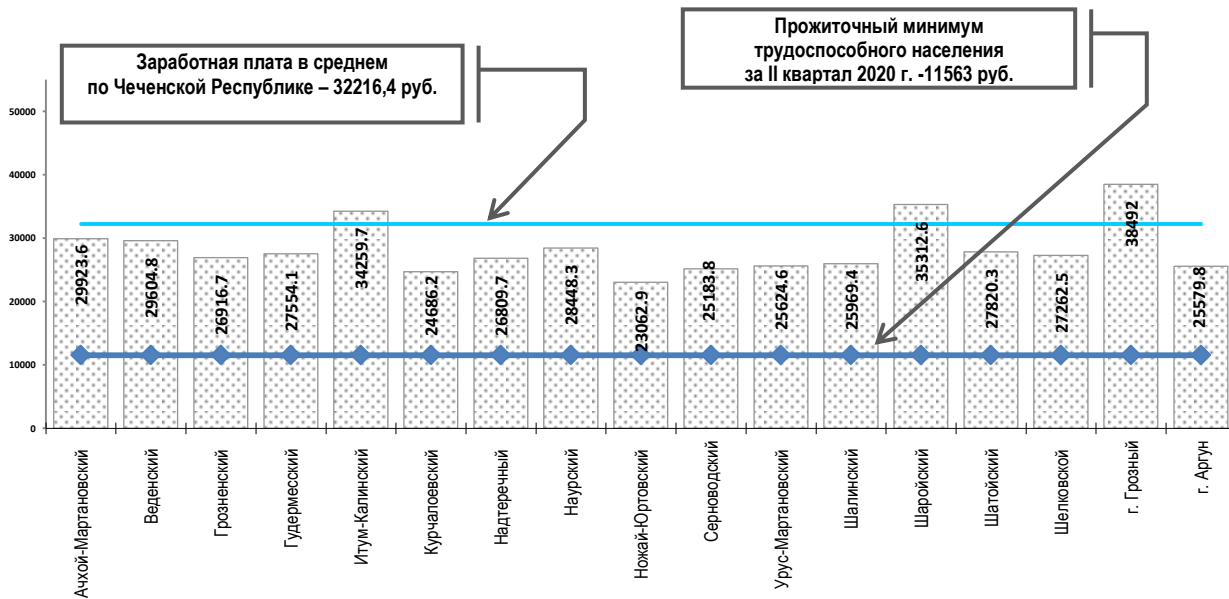 Прожиточный минимум
трудоспособного населения
за II квартал 2020 г. -11563 руб.
Заработная плата в среднем
по Чеченской Республике – 32216,4 руб.
50000
40000
30000
20000
10000
0
29923.6
29604.8
26916.7
27554.1
34259.7
24686.2
26809.7
28448.3
23062.9
25183.8
25624.6
25969.4
35312.6
27820.3
27262.5
38492
25579.8
Ачхой-Мартановский
Веденский
Грозненский
Гудермесский
Итум-Калинский
Курчалоевский
Надтеречный
Наурский
Ножай-Юртовский
Серноводский
Урус-Мартановский
Шалинский
Шаройский
Шатойский
Шелковской
г. Грозный
г. Аргун